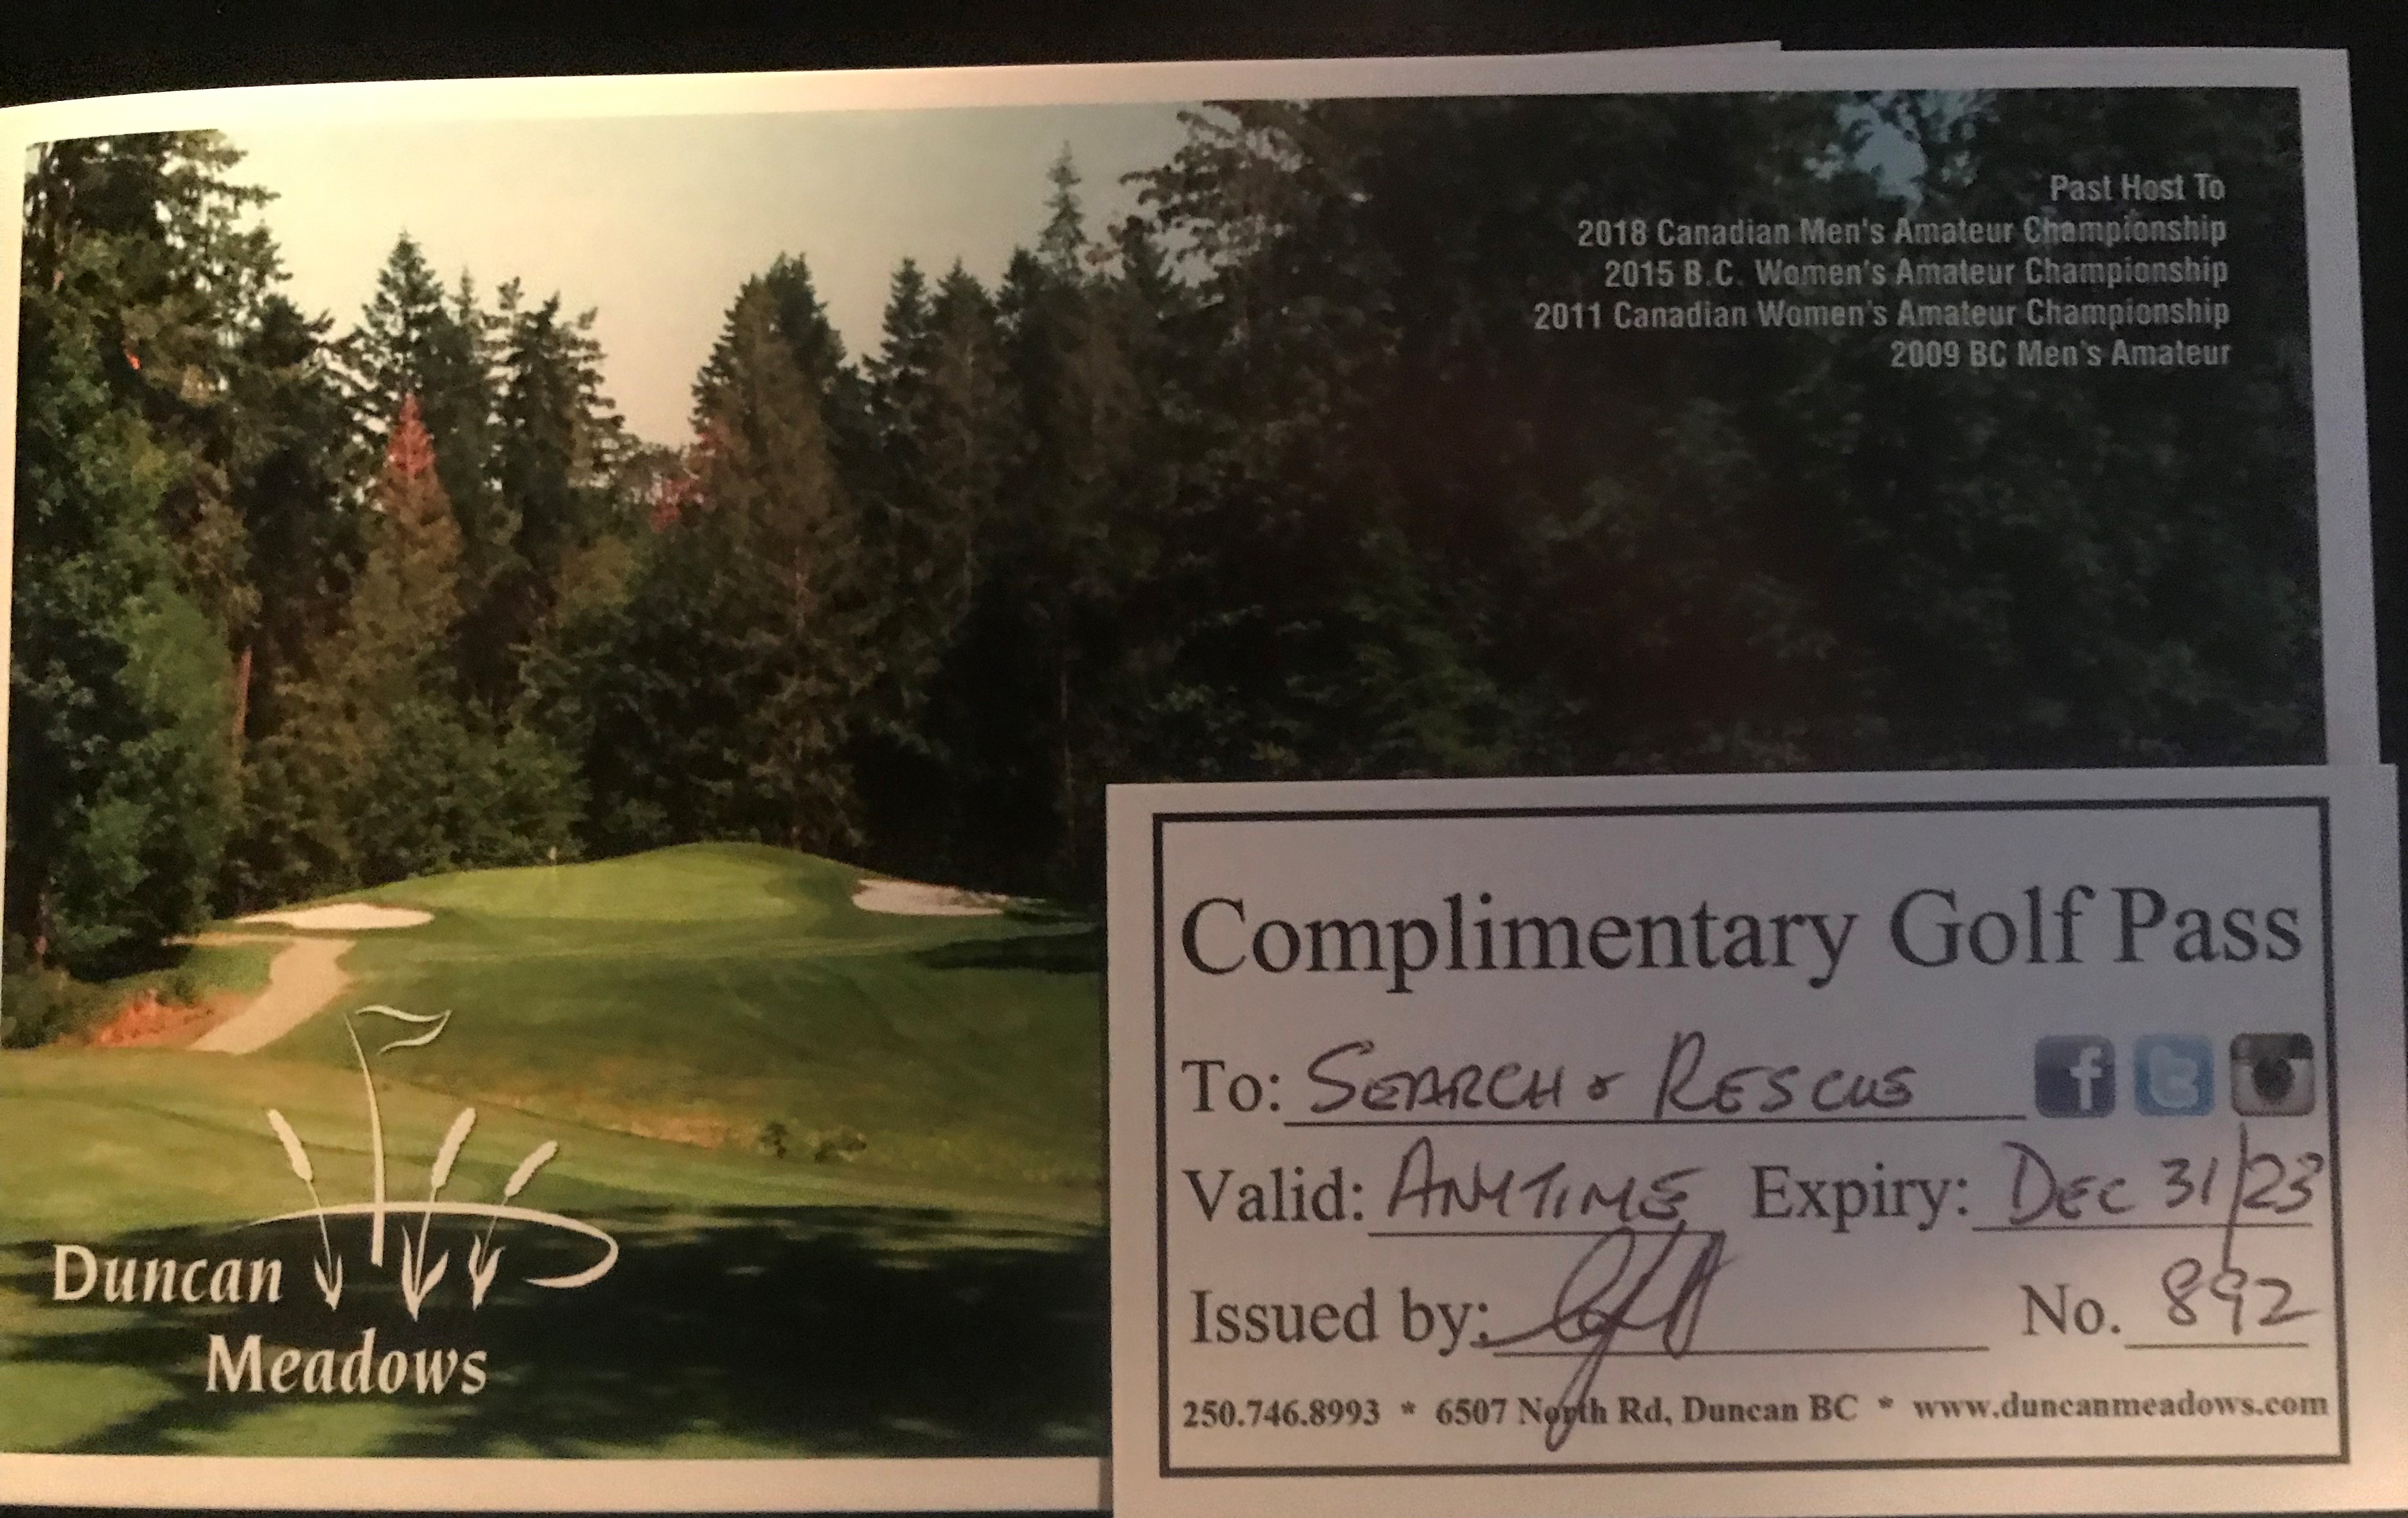 Past Host To
2018 Canadian Men's Amateur Championship
2015 B.C. Women's Amateur Championship
2011 Canadian Women's Amateur Championship
2009 BC Men's Amateur
Duncan
Meadows
Complimentary Golf Pass
To: SEARCH & RESCUE
Valid: ANYTIME Expiry: DEC 31/23
Issued by: No. 892
250.746.8993 * 6507 North Rd, Duncan BC * www.duncanmeadows.com